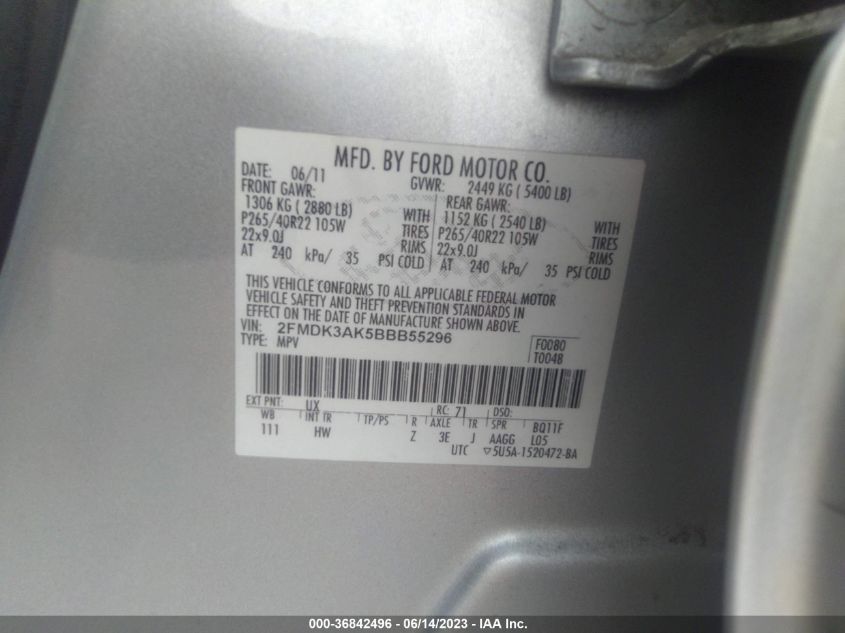 MFD. BY FORD MOTOR CO.
DATE: 06/11 GVWR: 2449 KG ( 5400 LB)
FRONT GAWR: REAR GAWR:
1306 KG ( 2880 LB) WITH 1152 KG ( 2540 LB) WITH
P265/40R22 105W TIRES P265/40R22 105W TIRES
22x9.0J RIMS 22x9.0J RIMS
AT 240 kPa/ 35 PSI COLD AT 240 kPa/ 35 PSI COLD
THIS VEHICLE CONFORMS TO ALL APPLICABLE FEDERAL MOTOR
VEHICLE SAFETY AND THEFT PREVENTION STANDARDS IN
EFFECT ON THE DATE OF MANUFACTURE SHOWN ABOVE.
VIN: 2FMDK3AK5BBB55296 F0080
TYPE: MPV T0048
EXT PNT: UX RC: 71 DSO:
WB INT TR TP/PS R AXLE TR SPR BQ11F
111 HW Z 3E J AAGG L05
UTC ▽5U5A-1520472-BA
000-36842496 - 06/14/2023 - IAA Inc.